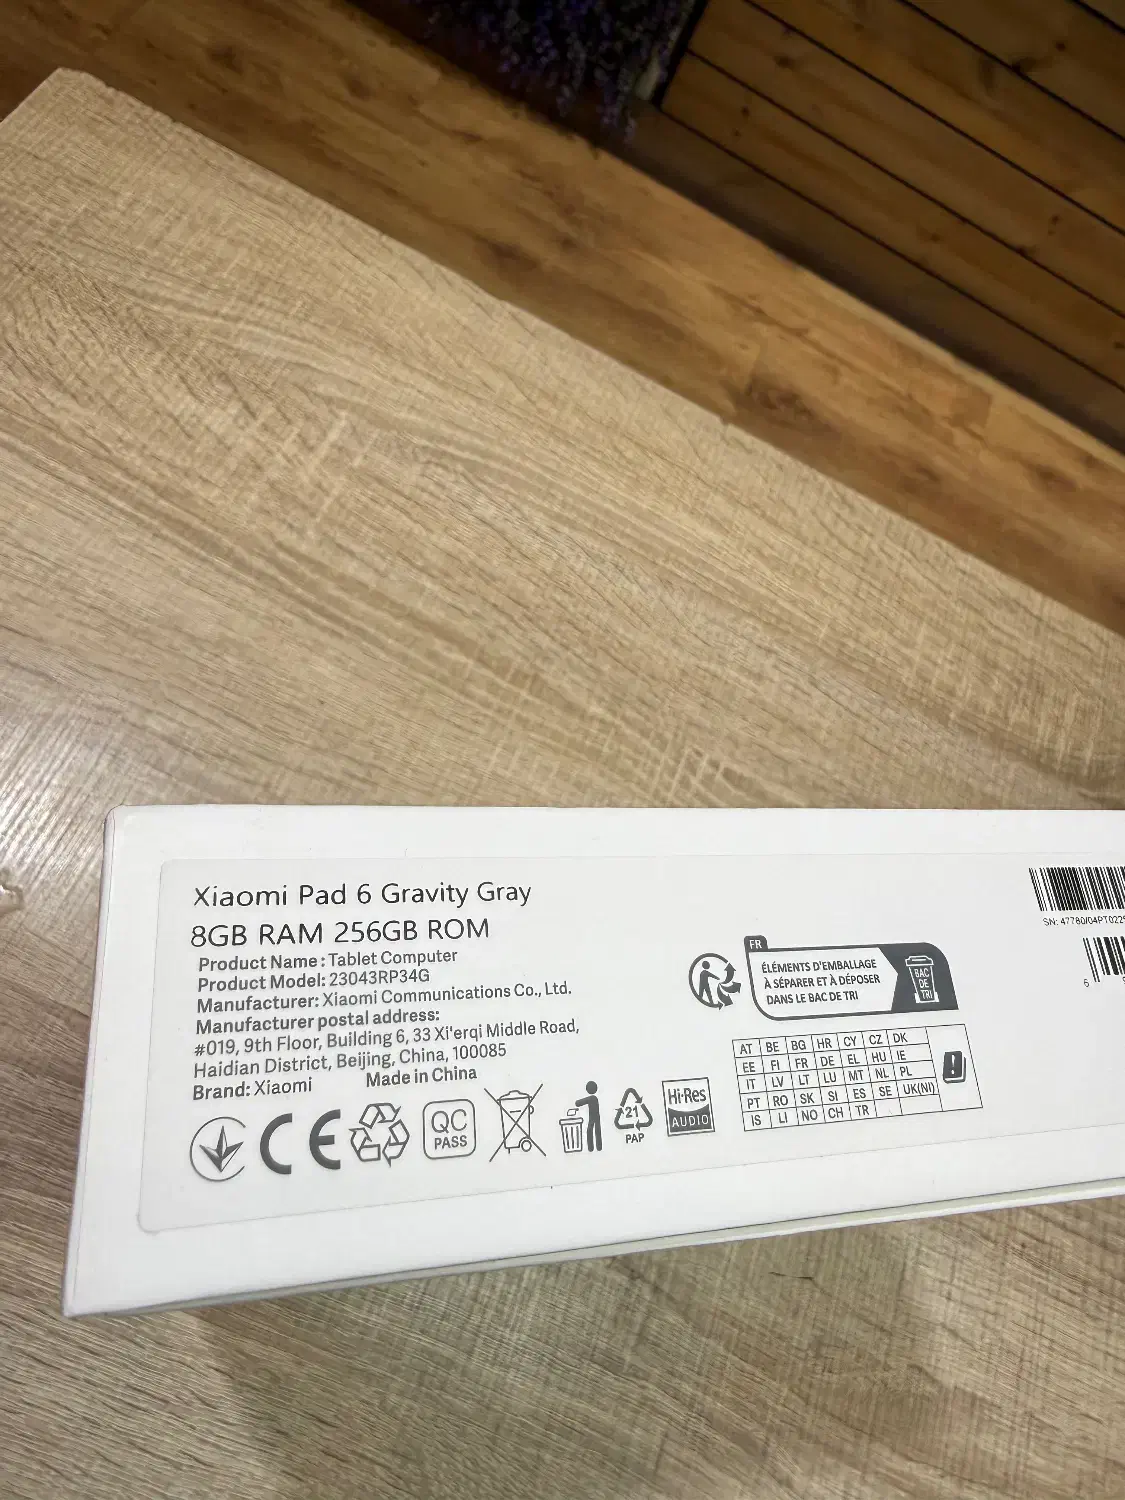 Xiaomi Pad 6 Gravity Gray
8GB RAM 256GB ROM
Product Name: Tablet Computer
Product Model: 23043RP34G
Manufacturer: Xiaomi Communications Co., Ltd.
Manufacturer postal address:
#019, 9th Floor, Building 6, 33 Xi'erqi Middle Road,
Haidian District, Beijing, China, 100085
Brand: Xiaomi Made in China
CE
QC
PASS
21
PAP
Hi-Res
AUDIO
FR
ÉLÉMENTS D'EMBALLAGE
À SÉPARER ET À DÉPOSER
DANS LE BAC DE TRI
BAC
DE
TRI
AT BE BG HR CY CZ DK
EE FI FR DE EL HU IE
IT LV LT LU MT NL PL
PT RO SK SI ES SE UK(NI)
IS LI NO CH TR
!
SN: 47780/04PT0229
6